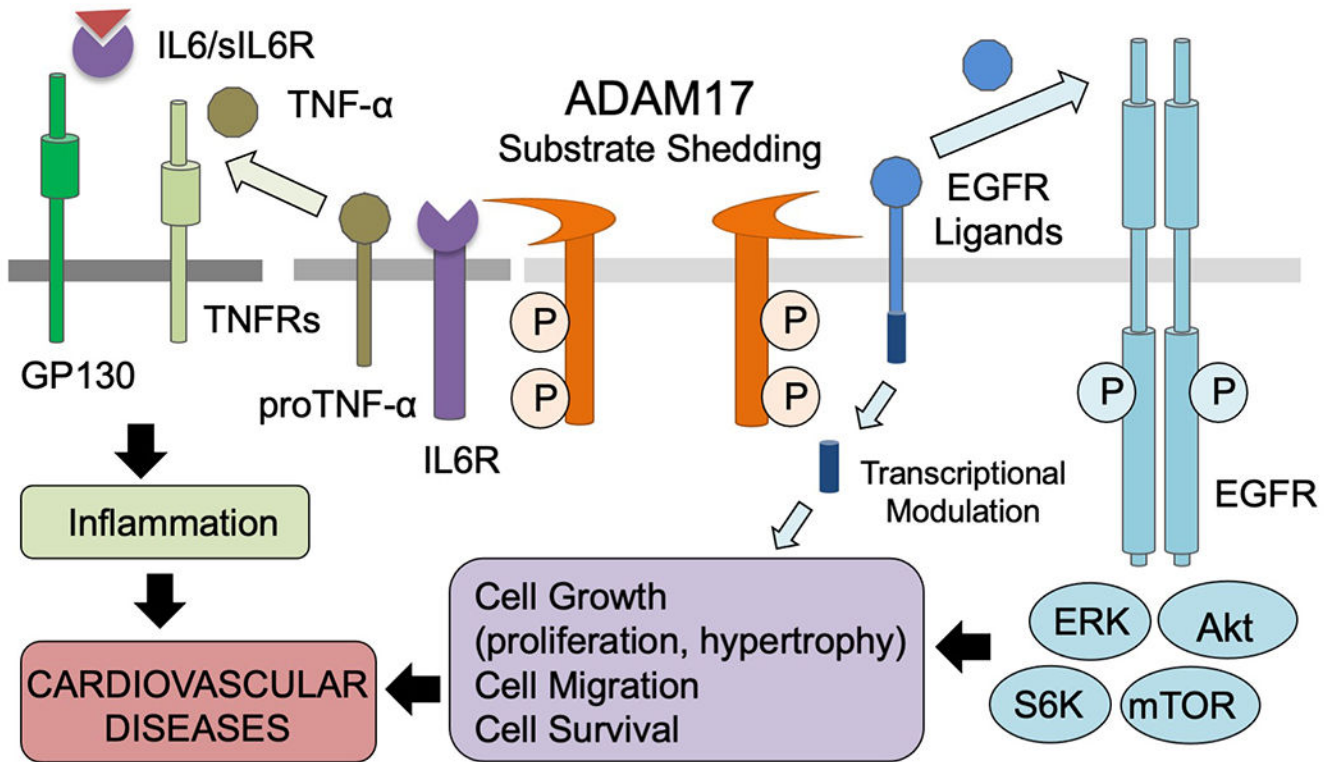 IL6/sIL6R
TNF-α
ADAM17
Substrate Shedding
EGFR
Ligands
TNFRs
GP130
proTNF-α
IL6R
P
P
P
P
P
P
Transcriptional
Modulation
EGFR
Inflammation
Cell Growth
(proliferation, hypertrophy)
Cell Migration
Cell Survival
ERK
Akt
S6K
mTOR
CARDIOVASCULAR
DISEASES